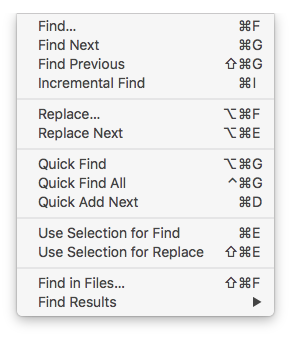 Find... ⌘F
Find Next ⌘G
Find Previous ⇧⌘G
Incremental Find ⌘I
Replace... ⌥⌘F
Replace Next ⌥⌘E
Quick Find ⌥⌘G
Quick Find All ^⌘G
Quick Add Next ⌘D
Use Selection for Find ⌘E
Use Selection for Replace ⇧⌘E
Find in Files... ⇧⌘F
Find Results ▶